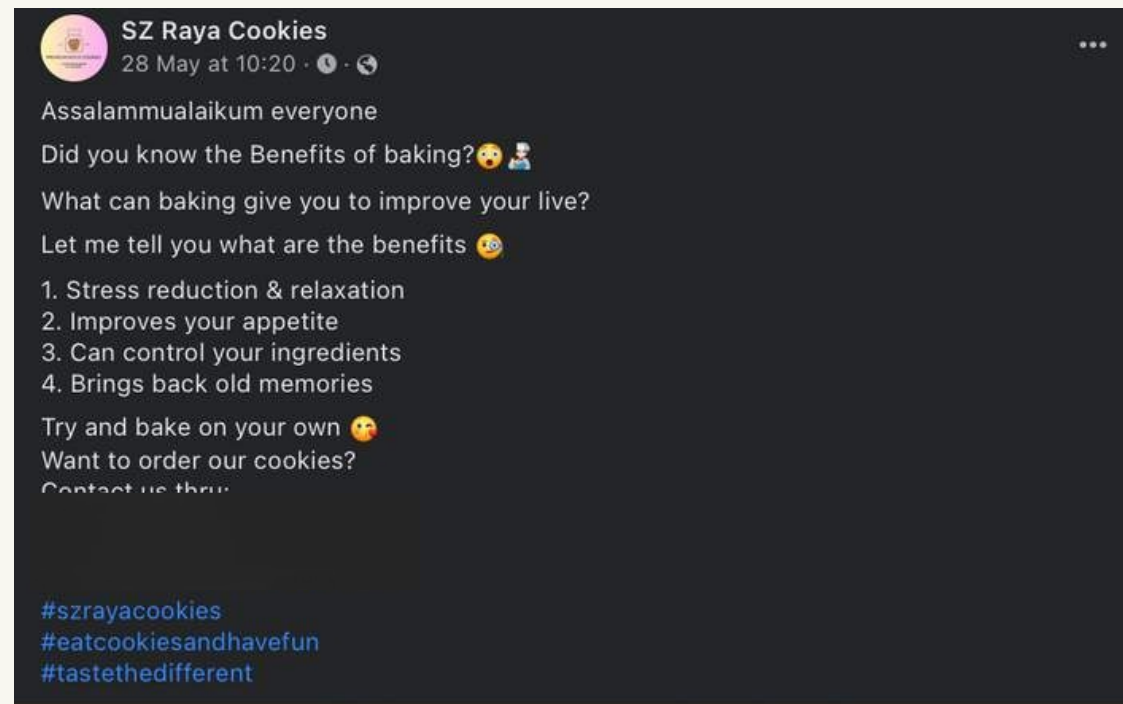 SZ Raya Cookies
28 May at 10:20
Assalammualaikum everyone
Did you know the Benefits of baking?😲👩‍🍳
What can baking give you to improve your live?
Let me tell you what are the benefits 🧐
1. Stress reduction & relaxation
2. Improves your appetite
3. Can control your ingredients
4. Brings back old memories
Try and bake on your own 😘
Want to order our cookies?
Contact us thru:
#szrayacookies
#eatcookiesandhavefun
#tastethedifferent